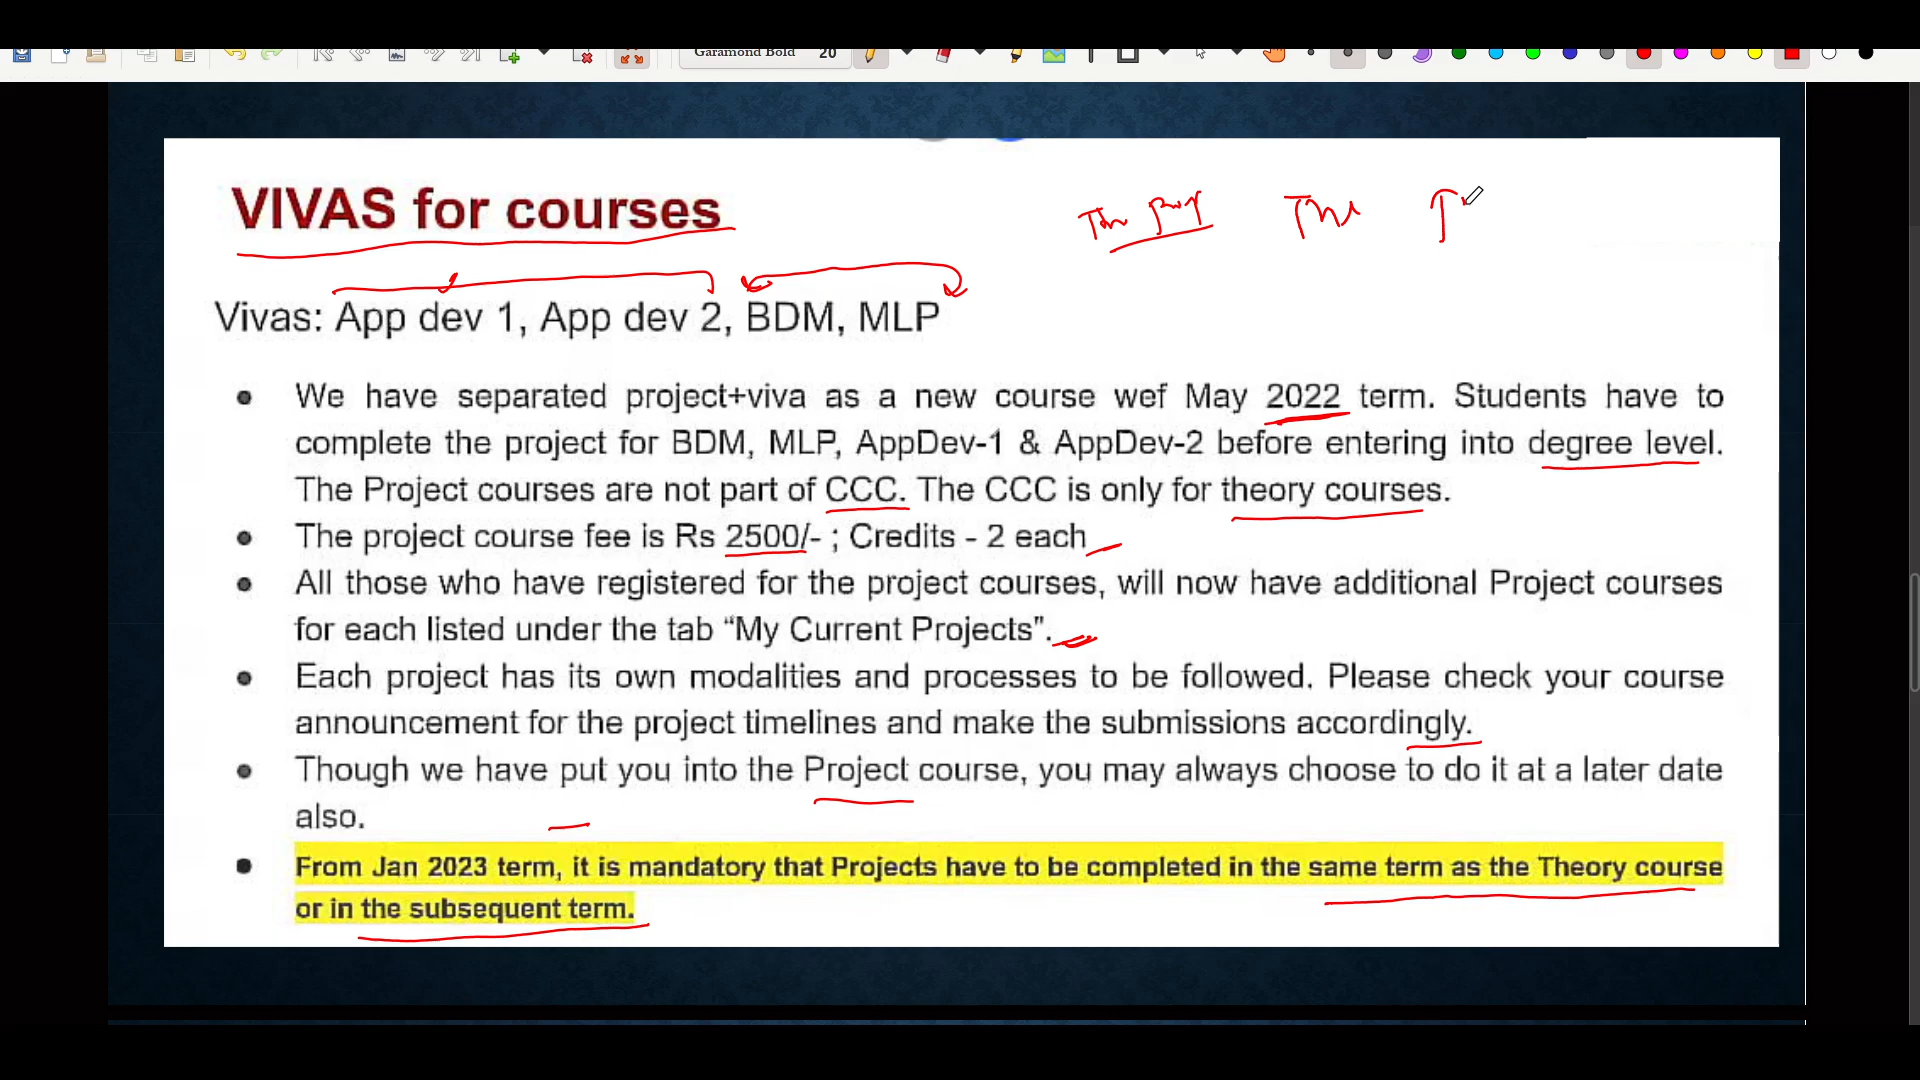 Garamond Bold 20
VIVAS for courses
The
Vivas: App dev 1, App dev 2, BDM, MLP
We have separated project+viva as a new course wef May 2022 term. Students have to
complete the project for BDM, MLP, AppDev-1 & AppDev-2 before entering into degree level.
The Project courses are not part of CCC. The CCC is only for theory courses.
The project course fee is Rs 2500/- ; Credits - 2 each
All those who have registered for the project courses, will now have additional Project courses
for each listed under the tab “My Current Projects”.
Each project has its own modalities and processes to be followed. Please check your course
announcement for the project timelines and make the submissions accordingly.
Though we have put you into the Project course, you may always choose to do it at a later date
also.
From Jan 2023 term, it is mandatory that Projects have to be completed in the same term as the Theory course
or in the subsequent term.